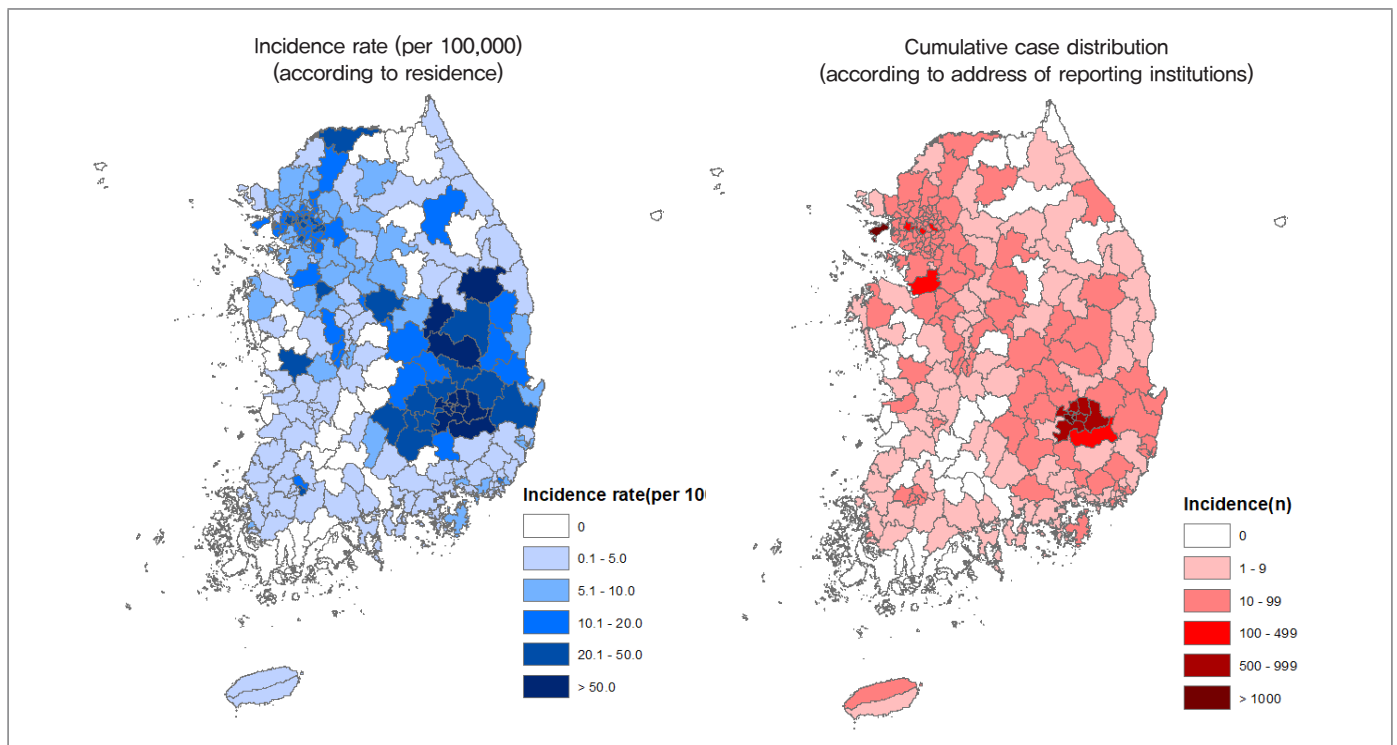 Incidence rate (per 100,000)
(according to residence)
Cumulative case distribution
(according to address of reporting institutions)
Incidence rate(per 10
0
0.1 - 5.0
5.1 - 10.0
10.1 - 20.0
20.1 - 50.0
> 50.0
Incidence(n)
0
1 - 9
10 - 99
100 - 499
500 - 999
> 1000